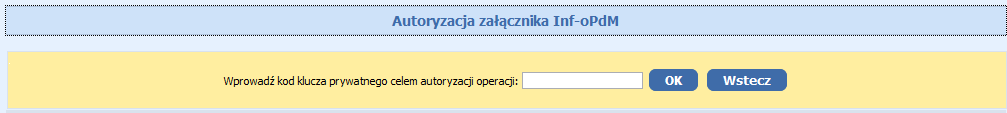 Autoryzacja załącznika Inf-oPdM
Wprowadź kod klucza prywatnego celem autoryzacji operacji: OK Wstecz